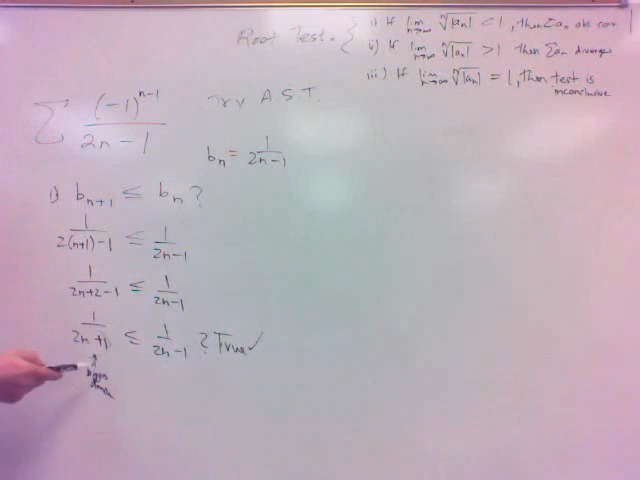 Root Test.
i) If lim n→∞ ⁿ√|aₙ| < 1, then Σaₙ abs conv.
ii) If lim n→∞ ⁿ√|aₙ| > 1 then Σaₙ diverges
iii) If lim n→∞ ⁿ√|aₙ| = 1, then test is
inconclusive
Σ (-1)^(n-1) / (2n-1) Try A.S.T.
bₙ = 1/(2n-1)
1) bₙ₊₁ ≤ bₙ ?
1/(2(n+1)-1) ≤ 1/(2n-1)
1/(2n+2-1) ≤ 1/(2n-1)
1/(2n+1) ≤ 1/(2n-1) ? True ✓